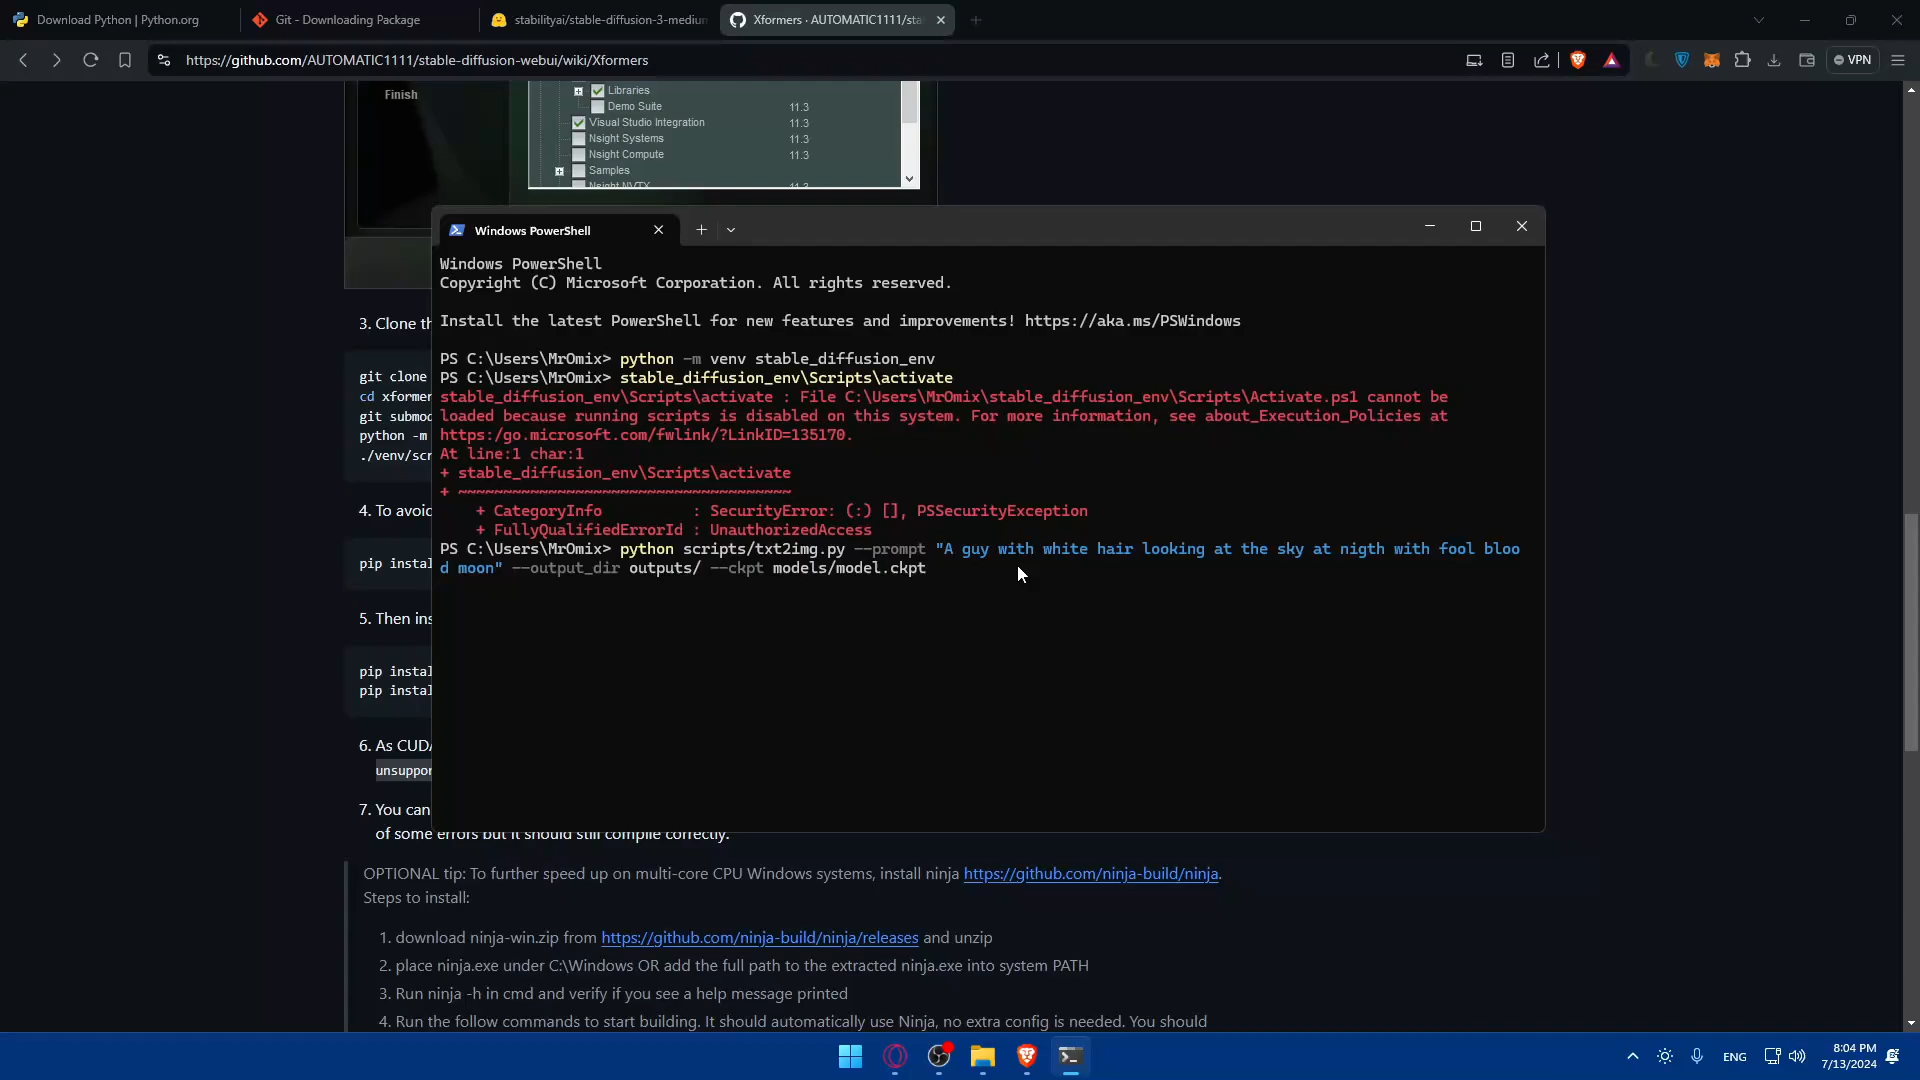 Download Python | Python.org
Git - Downloading Package
stabilityai/stable-diffusion-3-medium
Xformers · AUTOMATIC1111/sta
https://github.com/AUTOMATIC1111/stable-diffusion-webui/wiki/Xformers
VPN
Finish
Libraries
Demo Suite 11.3
Visual Studio Integration 11.3
Nsight Systems 11.3
Nsight Compute 11.3
Samples
Nsight NVTX 11.3
Windows PowerShell
Windows PowerShell
Copyright (C) Microsoft Corporation. All rights reserved.
Install the latest PowerShell for new features and improvements! https://aka.ms/PSWindows
PS C:\Users\MrOmix> python -m venv stable_diffusion_env
PS C:\Users\MrOmix> stable_diffusion_env\Scripts\activate
stable_diffusion_env\Scripts\activate : File C:\Users\MrOmix\stable_diffusion_env\Scripts\Activate.ps1 cannot be
loaded because running scripts is disabled on this system. For more information, see about_Execution_Policies at
https:/go.microsoft.com/fwlink/?LinkID=135170.
At line:1 char:1
+ stable_diffusion_env\Scripts\activate
+ ~~~~~~~~~~~~~~~~~~~~~~~~~~~~~~~~~~~~~
+ CategoryInfo : SecurityError: (:) [], PSSecurityException
+ FullyQualifiedErrorId : UnauthorizedAccess
PS C:\Users\MrOmix> python scripts/txt2img.py --prompt "A guy with white hair looking at the sky at nigth with fool bloo
d moon" --output_dir outputs/ --ckpt models/model.ckpt
3. Clone th
git clone
cd xformer
git submod
python -m
./venv/scr
4. To avoid
pip instal
5. Then ins
pip instal
pip instal
6. As CUDA
unsuppor
7. You can
of some errors but it should still compile correctly.
OPTIONAL tip: To further speed up on multi-core CPU Windows systems, install ninja https://github.com/ninja-build/ninja.
Steps to install:
1. download ninja-win.zip from https://github.com/ninja-build/ninja/releases and unzip
2. place ninja.exe under C:\Windows OR add the full path to the extracted ninja.exe into system PATH
3. Run ninja -h in cmd and verify if you see a help message printed
4. Run the follow commands to start building. It should automatically use Ninja, no extra config is needed. You should
ENG
8:04 PM
7/13/2024